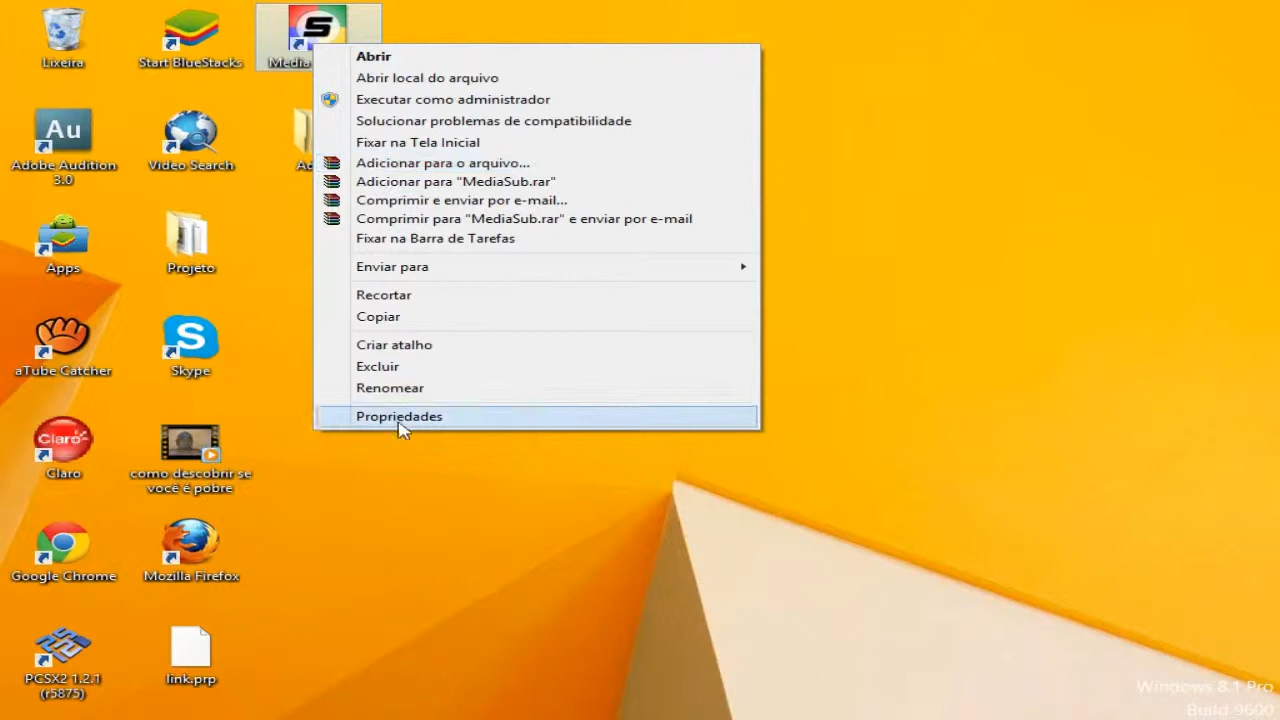 Lixeira
Start BlueStacks
Media
Abrir
Abrir local do arquivo
Executar como administrador
Solucionar problemas de compatibilidade
Fixar na Tela Inicial
Adicionar para o arquivo...
Adicionar para "MediaSub.rar"
Comprimir e enviar por e-mail...
Comprimir para "MediaSub.rar" e enviar por e-mail
Fixar na Barra de Tarefas
Enviar para
Recortar
Copiar
Criar atalho
Excluir
Renomear
Propriedades
Au
Adobe Audition
3.0
Video Search
Apps
Projeto
aTube Catcher
S
Skype
Claro
Claro
como descobrir se
você é pobre
Google Chrome
Mozilla Firefox
PCSX2 1.2.1
(r5875)
link.prp
Windows 8.1 Pro
Build 9600